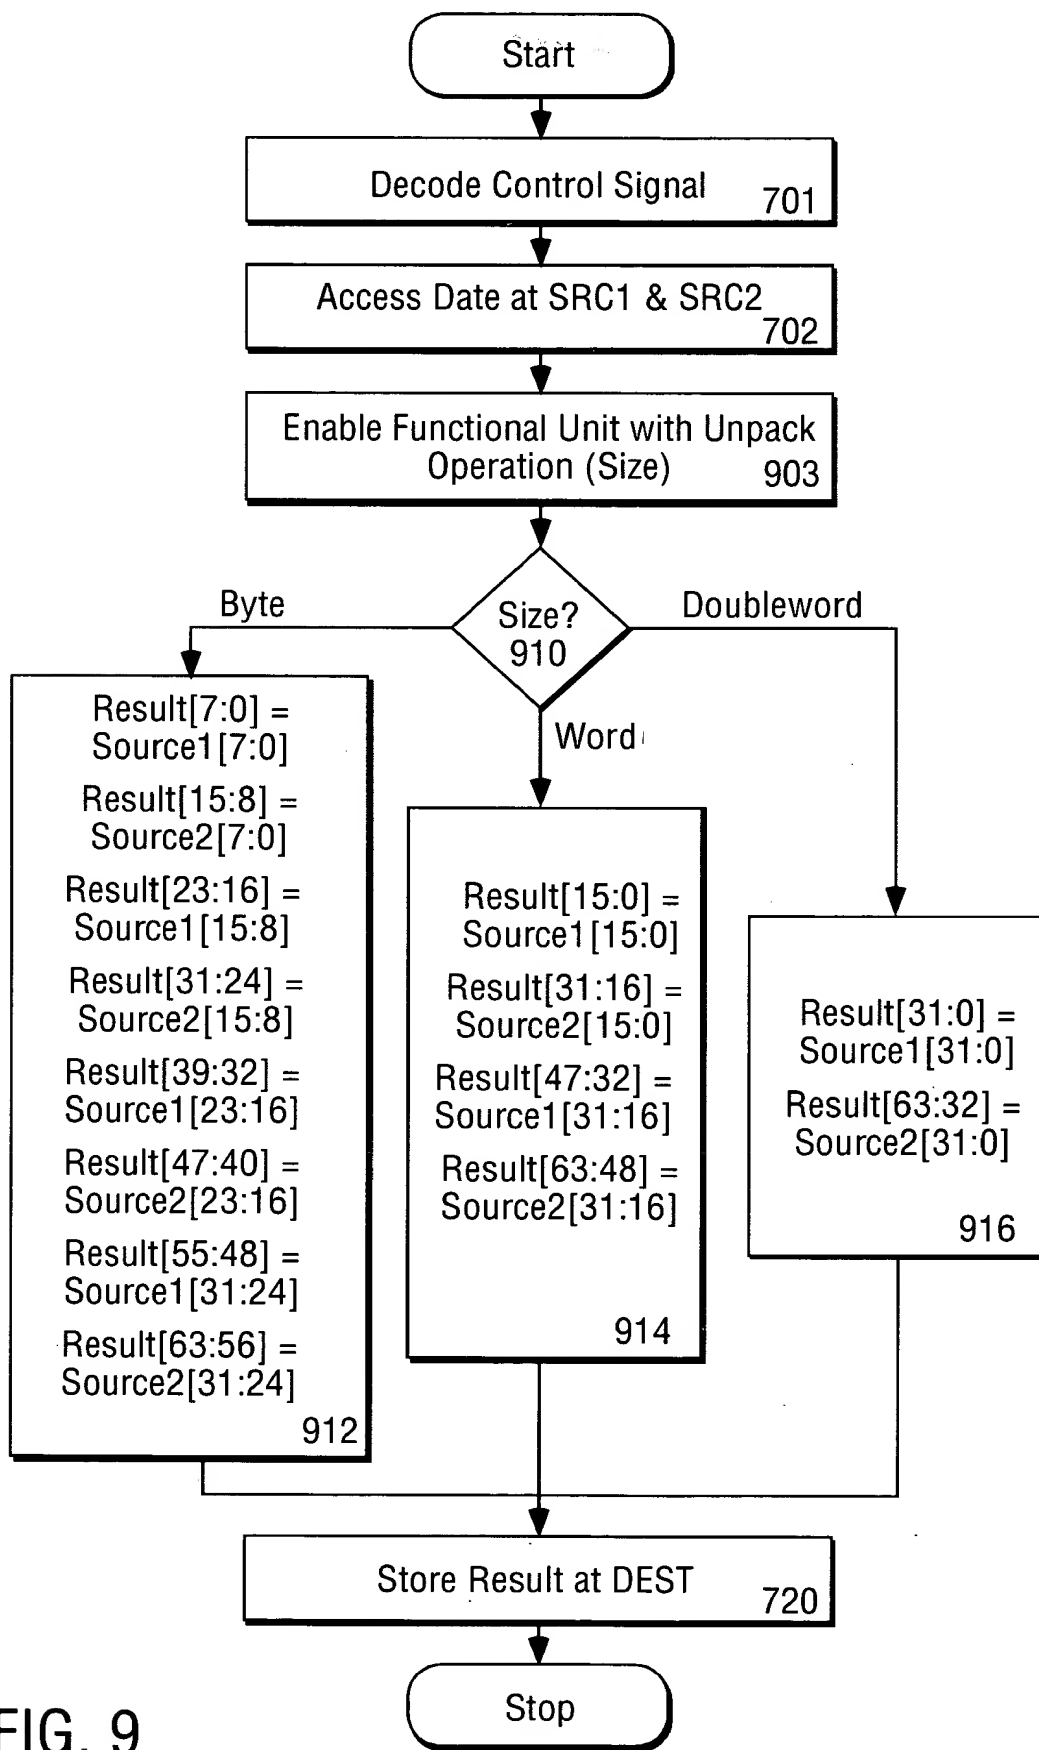 Start
Decode Control Signal
701
Access Date at SRC1 & SRC2
702
Enable Functional Unit with Unpack
Operation (Size)
903
Size?
910
Byte
Word
Doubleword
Result[7:0] =
Source1[7:0]
Result[15:8] =
Source2[7:0]
Result[23:16] =
Source1[15:8]
Result[31:24] =
Source2[15:8]
Result[39:32] =
Source1[23:16]
Result[47:40] =
Source2[23:16]
Result[55:48] =
Source1[31:24]
Result[63:56] =
Source2[31:24]
912
Result[15:0] =
Source1[15:0]
Result[31:16] =
Source2[15:0]
Result[47:32] =
Source1[31:16]
Result[63:48] =
Source2[31:16]
914
Result[31:0] =
Source1[31:0]
Result[63:32] =
Source2[31:0]
916
Store Result at DEST
720
Stop
FIG. 9